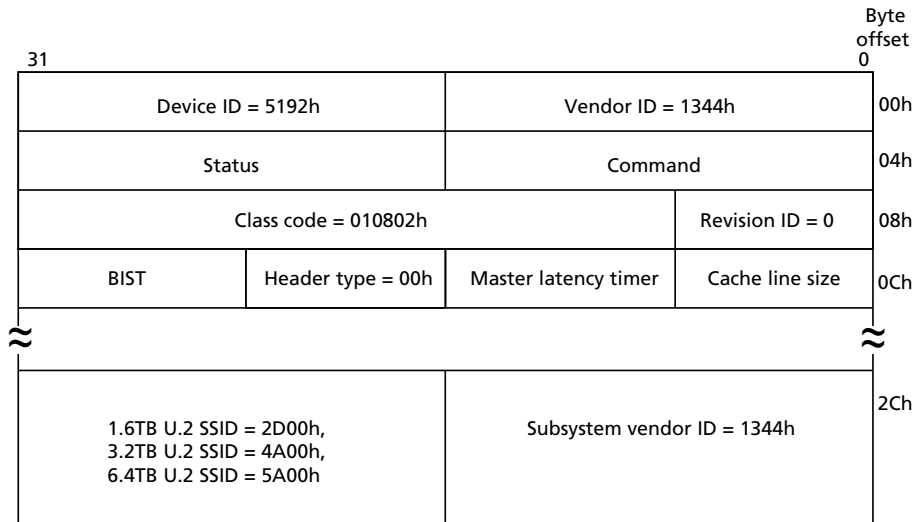 Byte
offset
31 0
Device ID = 5192h Vendor ID = 1344h 00h
Status Command 04h
Class code = 010802h Revision ID = 0 08h
BIST Header type = 00h Master latency timer Cache line size 0Ch
≈ ≈
2Ch
1.6TB U.2 SSID = 2D00h, Subsystem vendor ID = 1344h
3.2TB U.2 SSID = 4A00h,
6.4TB U.2 SSID = 5A00h